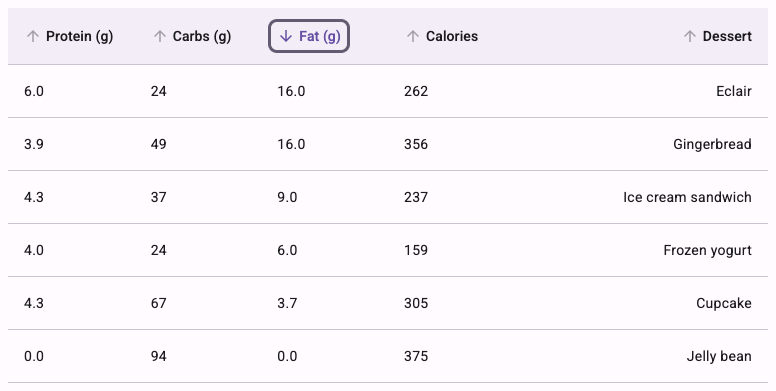 Protein (g) Carbs (g) Fat (g) Calories Dessert
6.0 24 16.0 262 Eclair
3.9 49 16.0 356 Gingerbread
4.3 37 9.0 237 Ice cream sandwich
4.0 24 6.0 159 Frozen yogurt
4.3 67 3.7 305 Cupcake
0.0 94 0.0 375 Jelly bean